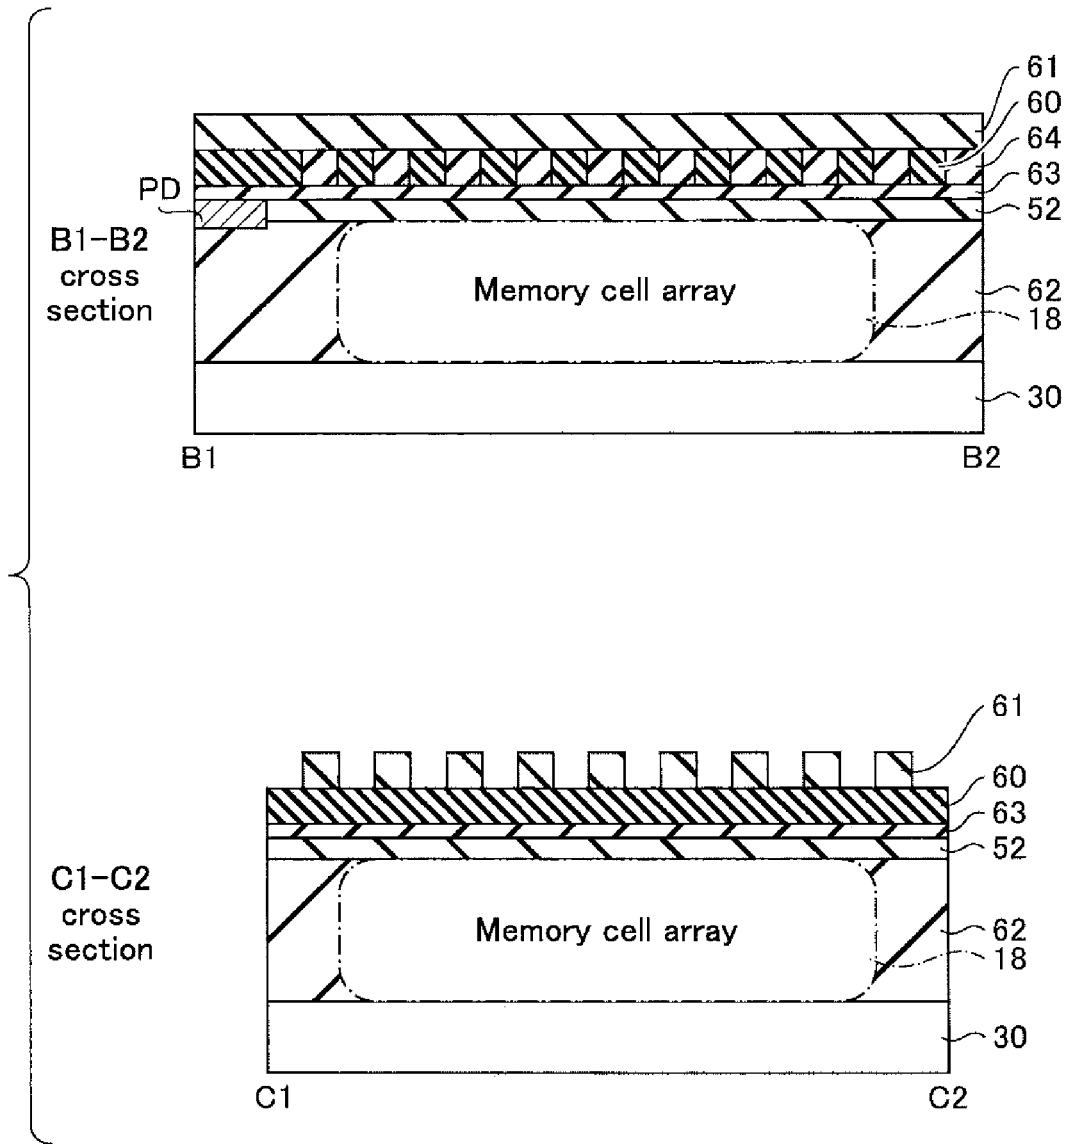 61
60
64
63
52
PD
B1-B2
cross
section
Memory cell array
62
18
30
B1
B2
61
60
63
52
C1-C2
cross
section
Memory cell array
62
18
30
C1
C2